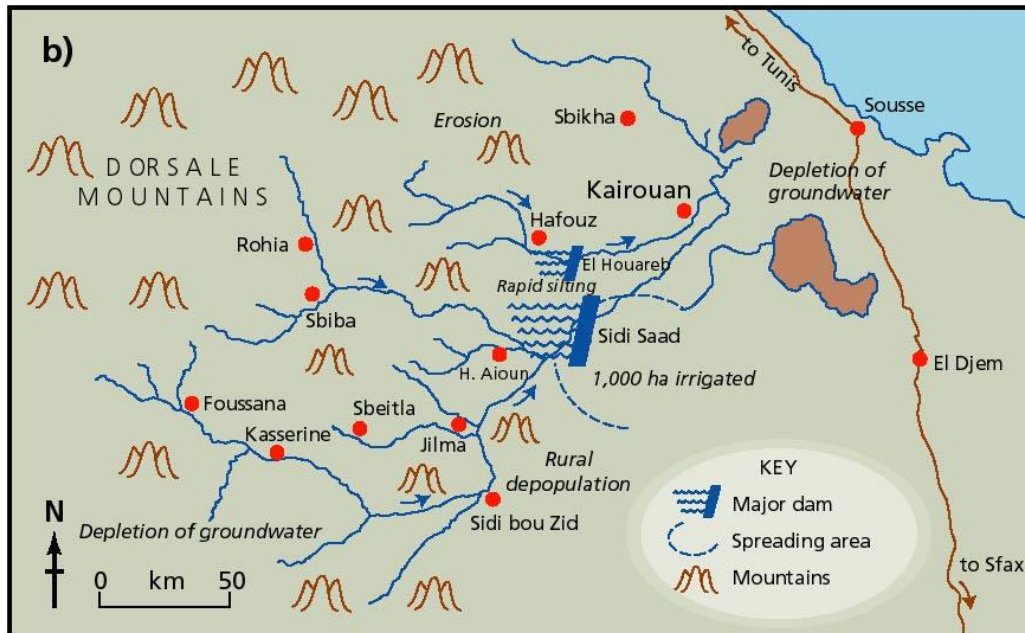 b)
to Tunis
Sousse
Erosion
Sbikha
DORSALE
MOUNTAINS
Depletion of
groundwater
Kairouan
Hafouz
Rohia
El Houareb
Rapid silting
Sbiba
Sidi Saad
H. Aioun
1,000 ha irrigated
El Djem
Foussana
Sbeitla
Kaserine
Jilma
Rural
depopulation
KEY
Major dam
Sidi bou Zid
N
Depletion of groundwater
Spreading area
to Sfax
0 km 50
Mountains